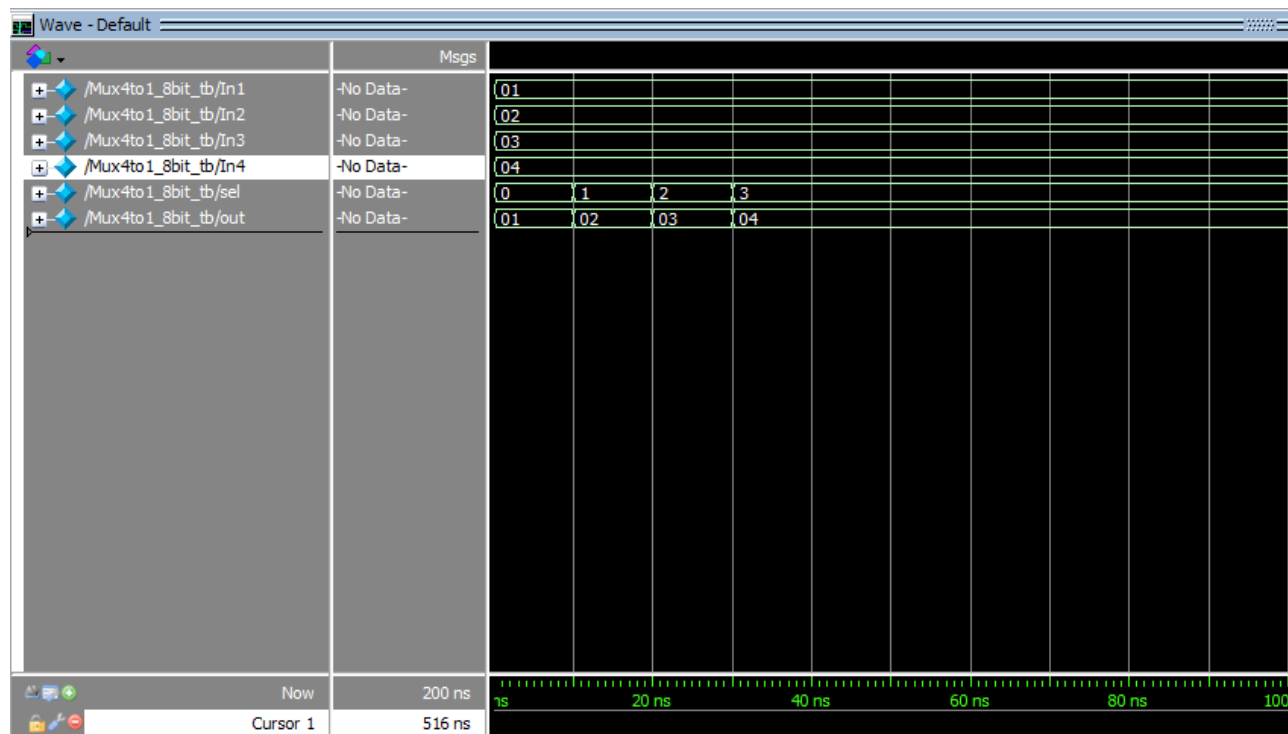 Wave - Default
Msgs
/Mux4to1_8bit_tb/In1 -No Data- 01
/Mux4to1_8bit_tb/In2 -No Data- 02
/Mux4to1_8bit_tb/In3 -No Data- 03
/Mux4to1_8bit_tb/In4 -No Data- 04
/Mux4to1_8bit_tb/sel -No Data- 0 1 2 3
/Mux4to1_8bit_tb/out -No Data- 01 02 03 04
Now 200 ns ns 20 ns 40 ns 60 ns 80 ns 100
Cursor 1 516 ns